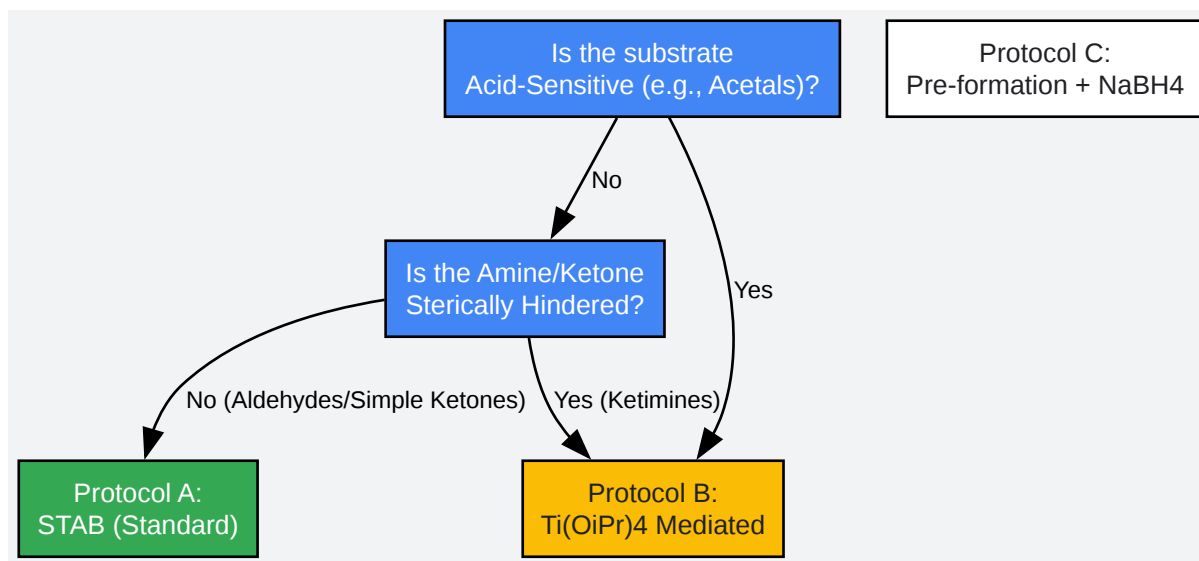 Is the substrate
Acid-Sensitive (e.g., Acetals)?
Protocol C:
Pre-formation + NaBH4
No
Is the Amine/Ketone
Sterically Hindered?
Yes
No (Aldehydes/Simple Ketones)
Yes (Ketimines)
Protocol A:
STAB (Standard)
Protocol B:
Ti(OiPr)4 Mediated